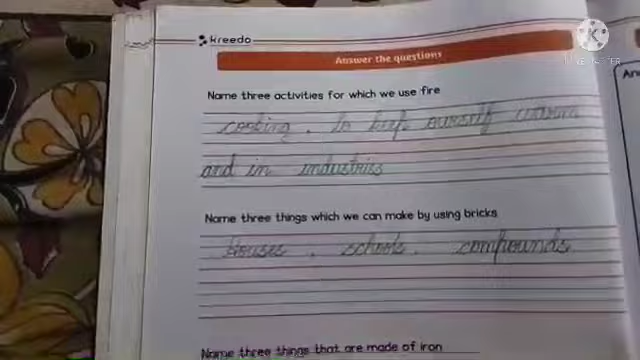 kreedo
Answer the questions
Name three activities for which we use fire
cooking , to keep ourself warm
and in industries
Name three things which we can make by using bricks
Houses , schools , compounds
Name three things that are made of iron